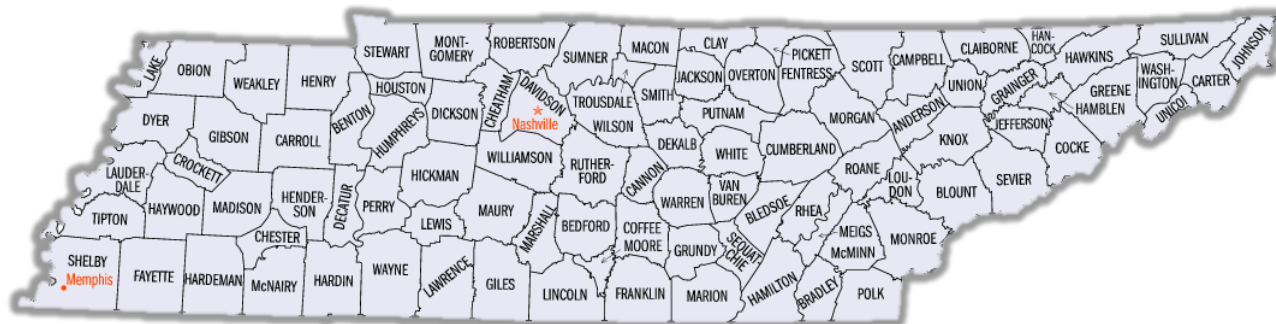 LAKE
OBION
WEAKLEY
HENRY
STEWART
MONT-
GOMERY
ROBERTSON
SUMNER
MACON
CLAY
PICKETT
SCOTT
CAMPBELL
CLAIBORNE
HAN-
COCK
HAWKINS
SULLIVAN
JOHNSON
HOUSTON
CHEATHAM
DAVIDSON
Nashville
TROUSDALE
SMITH
JACKSON
OVERTON
FENTRESS
UNION
GRAINGER
HAMBLEN
GREENE
WASH-
INGTON
UNICOI
CARTER
DYER
GIBSON
CARROLL
BENTON
HUMPHREYS
DICKSON
WILSON
PUTNAM
MORGAN
ANDERSON
KNOX
JEFFERSON
COCKE
LAUDER-
DALE
CROCKETT
WILLIAMSON
RUTHER-
FORD
CANNON
DEKALB
WHITE
CUMBERLAND
ROANE
LOU-
DON
BLOUNT
SEVIER
TIPTON
HAYWOOD
MADISON
HENDER-
SON
DECATUR
PERRY
HICKMAN
LEWIS
MAURY
MARSHALL
BEDFORD
COFFEE
MOORE
WARREN
VAN
BUREN
BLEDSOE
RHEA
MEIGS
McMINN
MONROE
SHELBY
Memphis
FAYETTE
HARDEMAN
CHESTER
McNAIRY
HARDIN
WAYNE
LAWRENCE
GILES
LINCOLN
FRANKLIN
GRUNDY
SEQUAT-
CHIE
MARION
HAMILTON
BRADLEY
POLK